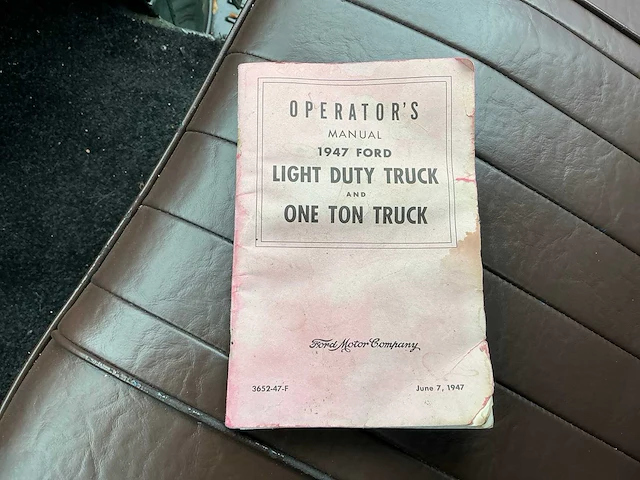 OPERATOR'S
MANUAL
1947 FORD
LIGHT DUTY TRUCK
AND
ONE TON TRUCK
Ford Motor Company
3652-47-F June 7, 1947